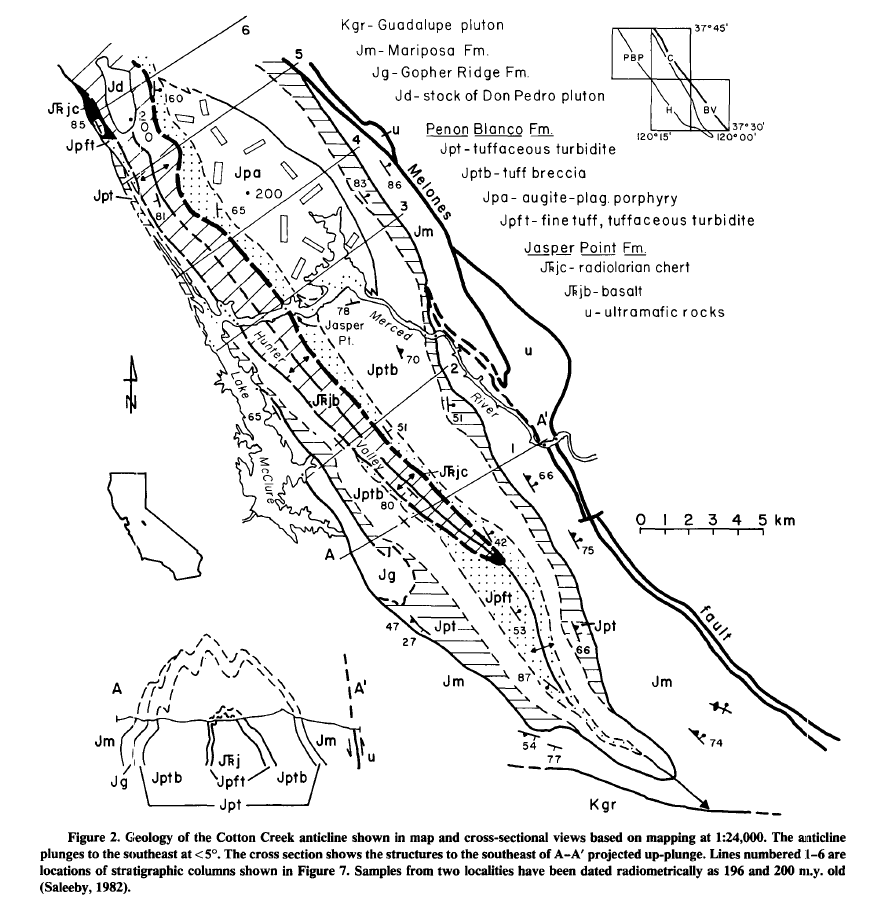 6
5
Kgr-Guadalupe pluton
Jm-Mariposa Fm.
Jg-Gopher Ridge Fm.
Jd-stock of Don Pedro pluton
Penon Blanco Fm.
Jpt-tuffaceous turbidite
Jptb-tuff breccia
Jpa-augite-plag. porphyry
Jpft-fine tuff, tuffaceous turbidite
Jasper Point Fm.
JTrjc-radiolarian chert
JTrjb-basalt
u-ultramafic rocks
37°45'
PBP
C
H
BV
37°30'
120°15'
120°00'
Jd
JTrjc
85
Jpft
200
160
u
4
Melones
Jpa
200
83
86
Jpt
81
65
3
Jm
78
Jasper
Pt.
Merced
70
u
Hunter
Jptb
2
River
N
Lake
JTrjb
65
51
51
A'
1
Valley
JTrjc
66
McClure
Jptb
80
0 1 2 3 4 5 km
A
42
75
Jg
Jpft
fault
47
27
Jpt
53
Jpt
66
Jm
87
Jm
74
54
77
Kgr
A
A'
Jm
JTrj
Jm
Jg
Jptb
Jpft
Jptb
u
Jpt
Figure 2. Geology of the Cotton Creek anticline shown in map and cross-sectional views based on mapping at 1:24,000. The anticline
plunges to the southeast at <5°. The cross section shows the structures to the southeast of A–A' projected up-plunge. Lines numbered 1–6 are
locations of stratigraphic columns shown in Figure 7. Samples from two localities have been dated radiometrically as 196 and 200 m.y. old
(Saleeby, 1982).